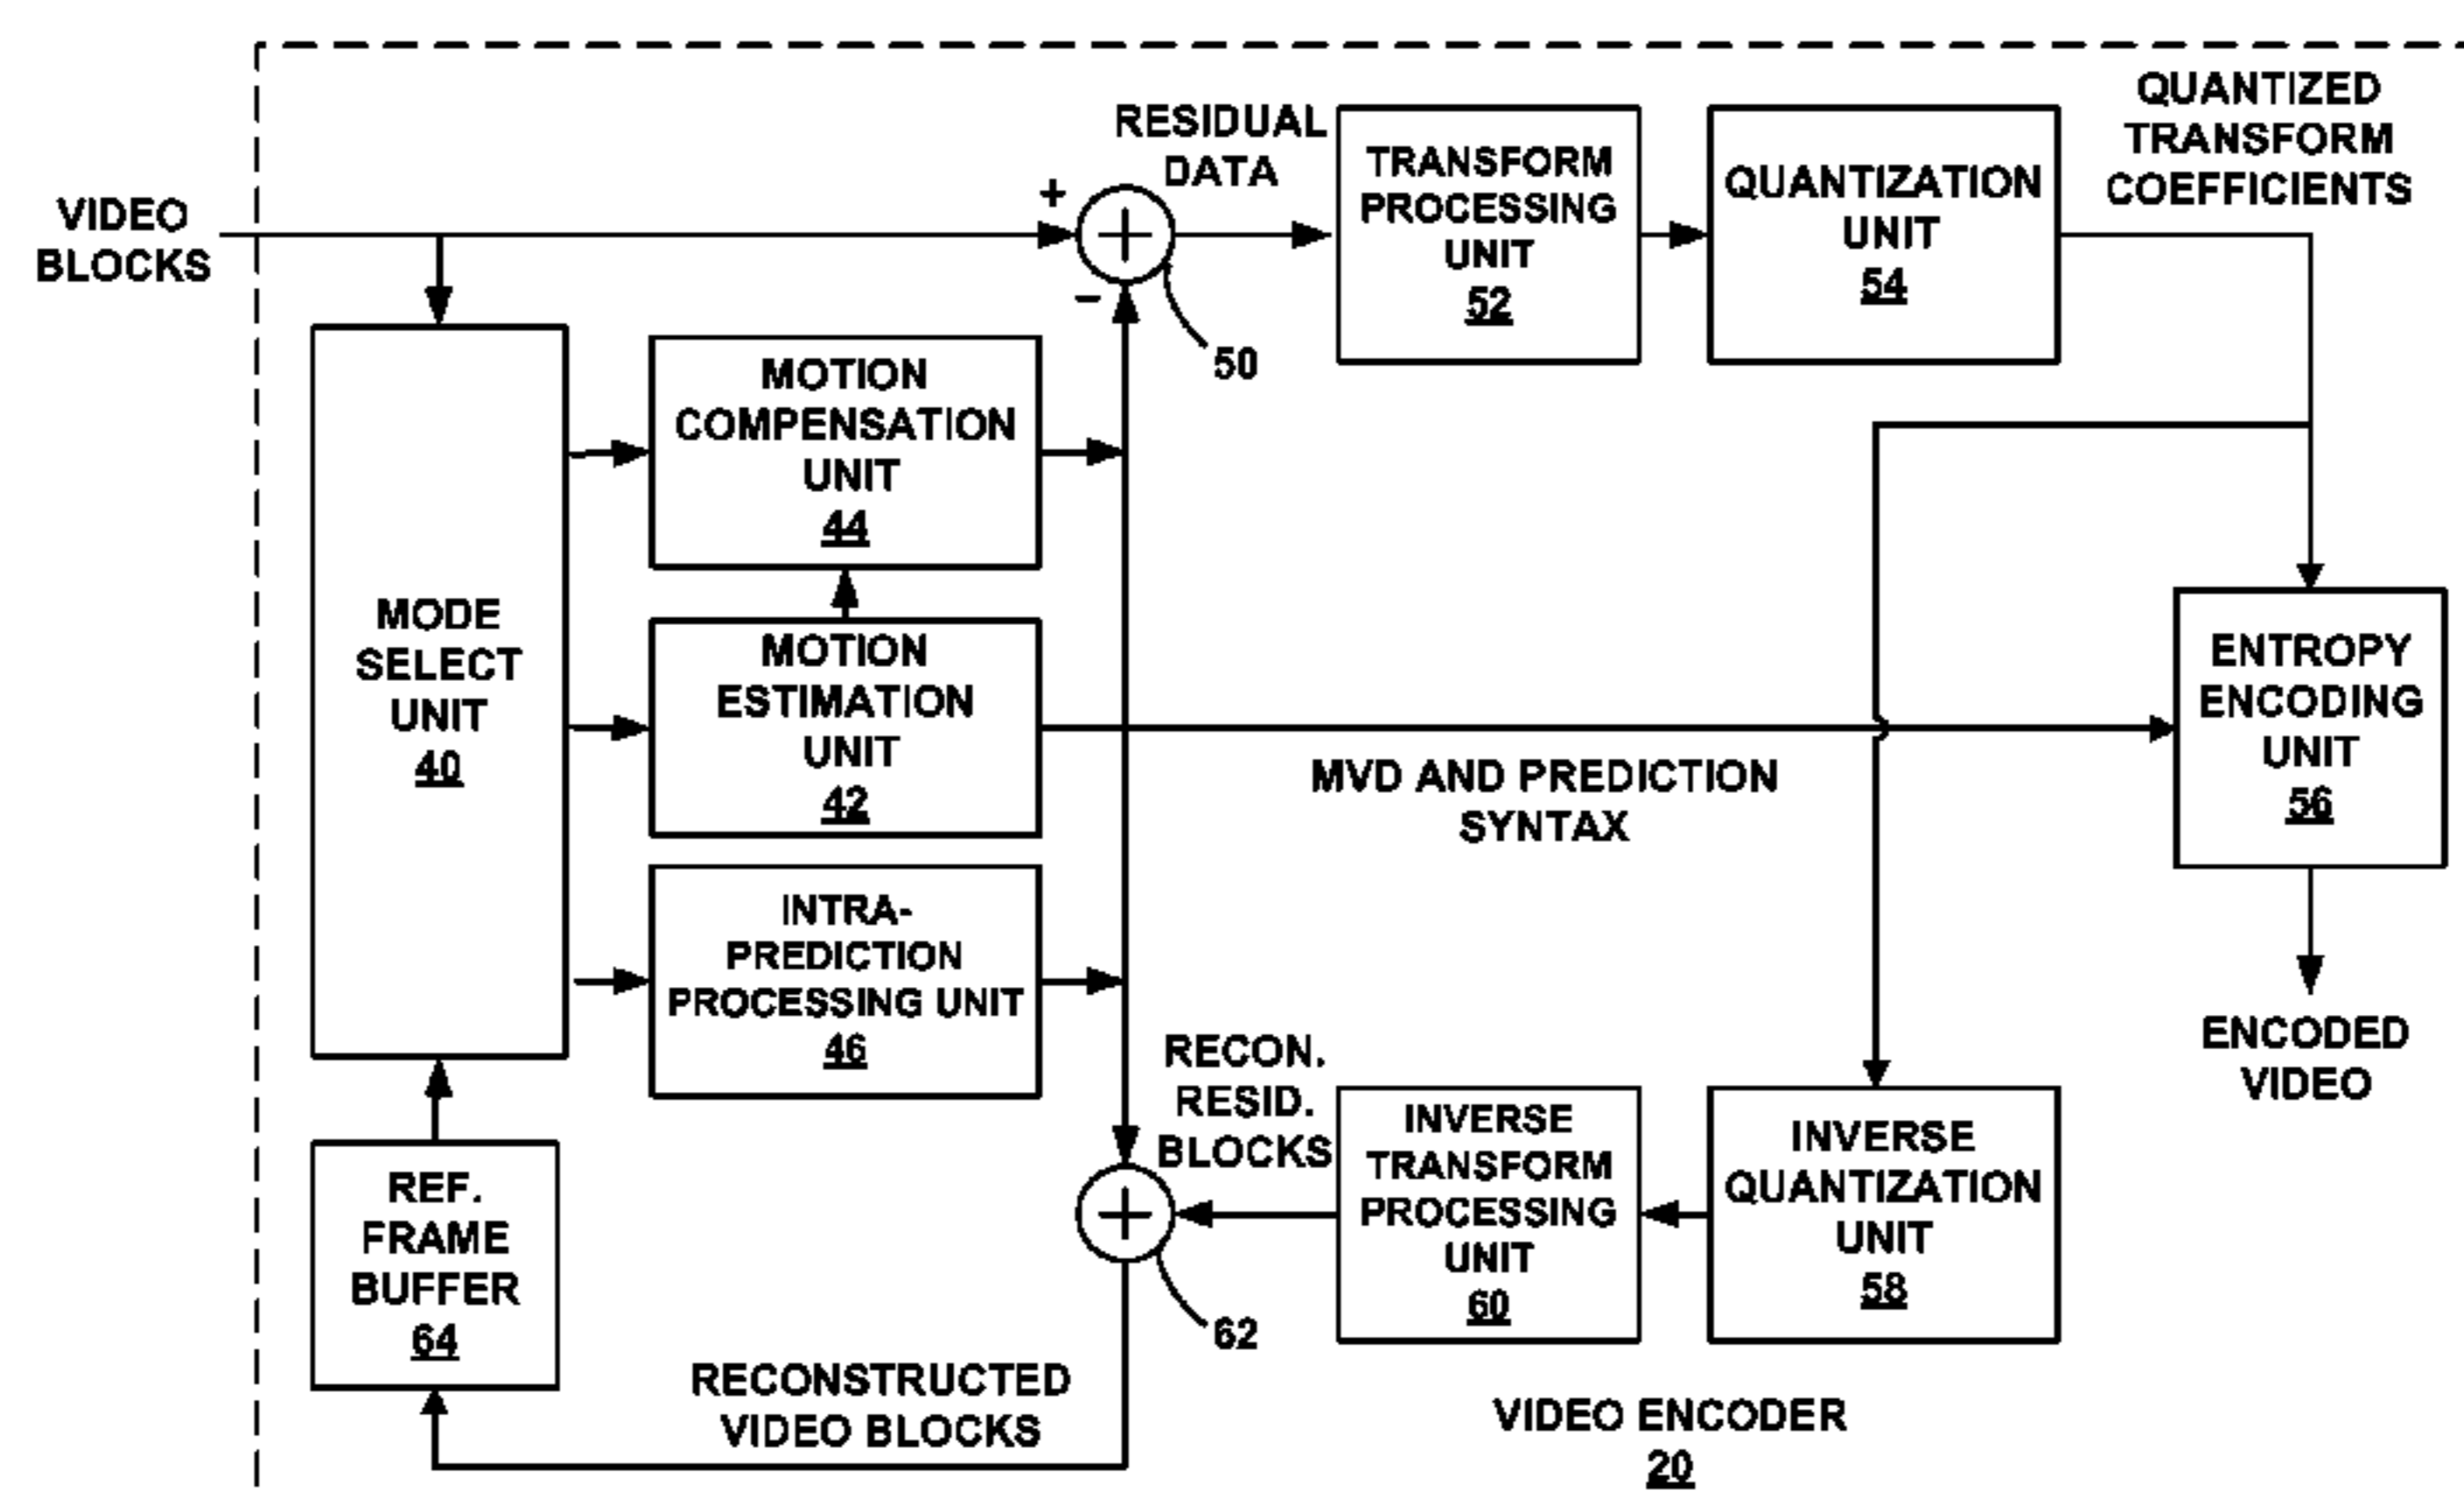 VIDEO
BLOCKS
+
−
RESIDUAL
DATA
50
TRANSFORM
PROCESSING
UNIT
52
QUANTIZATION
UNIT
54
QUANTIZED
TRANSFORM
COEFFICIENTS
MODE
SELECT
UNIT
40
MOTION
COMPENSATION
UNIT
44
MOTION
ESTIMATION
UNIT
42
INTRA-
PREDICTION
PROCESSING UNIT
46
MVD AND PREDICTION
SYNTAX
ENTROPY
ENCODING
UNIT
56
ENCODED
VIDEO
REF.
FRAME
BUFFER
64
RECON.
RESID.
BLOCKS
62
INVERSE
TRANSFORM
PROCESSING
UNIT
60
INVERSE
QUANTIZATION
UNIT
58
RECONSTRUCTED
VIDEO BLOCKS
VIDEO ENCODER
20